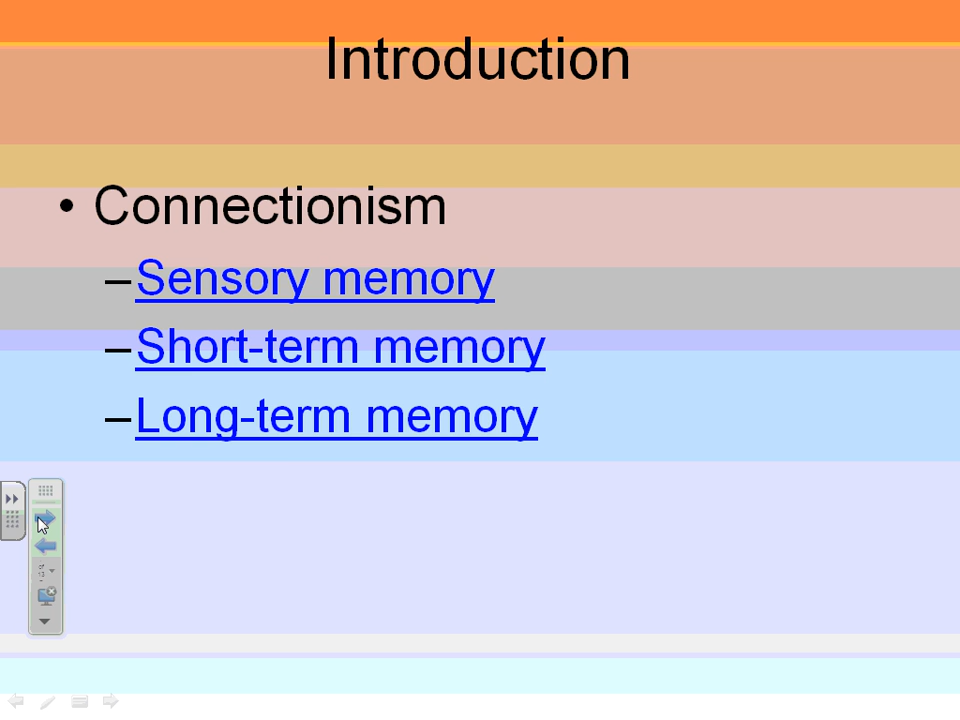 Introduction
• Connectionism
–Sensory memory
–Short-term memory
–Long-term memory